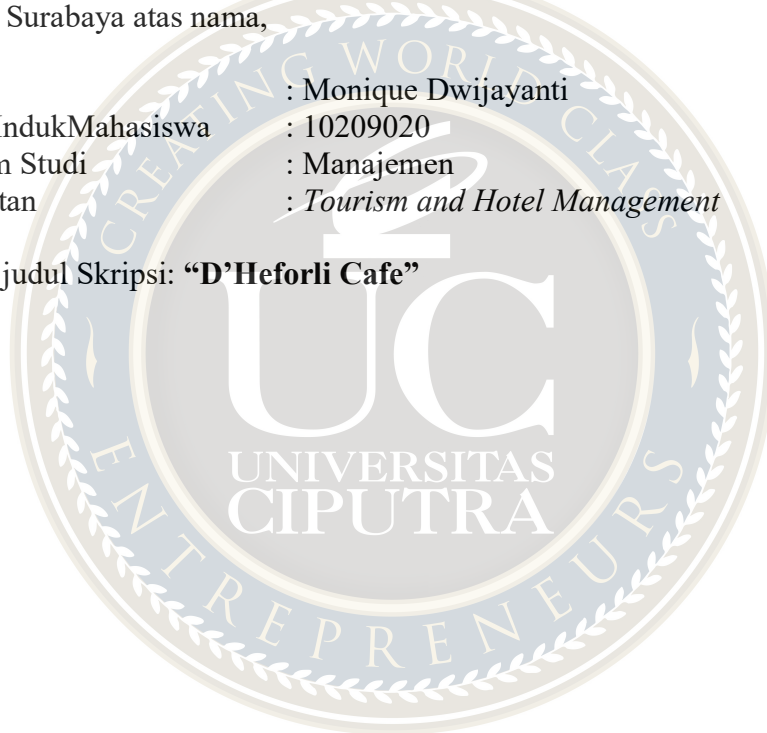 Surabaya atas nama,
: Monique Dwijayanti
IndukMahasiswa : 10209020
Studi : Manajemen
: Tourism and Hotel Management
judul Skripsi: “D’Heforli Cafe”
CREATING WORLD CLASS
UC
UNIVERSITAS
CIPUTRA
ENTREPRENEURS